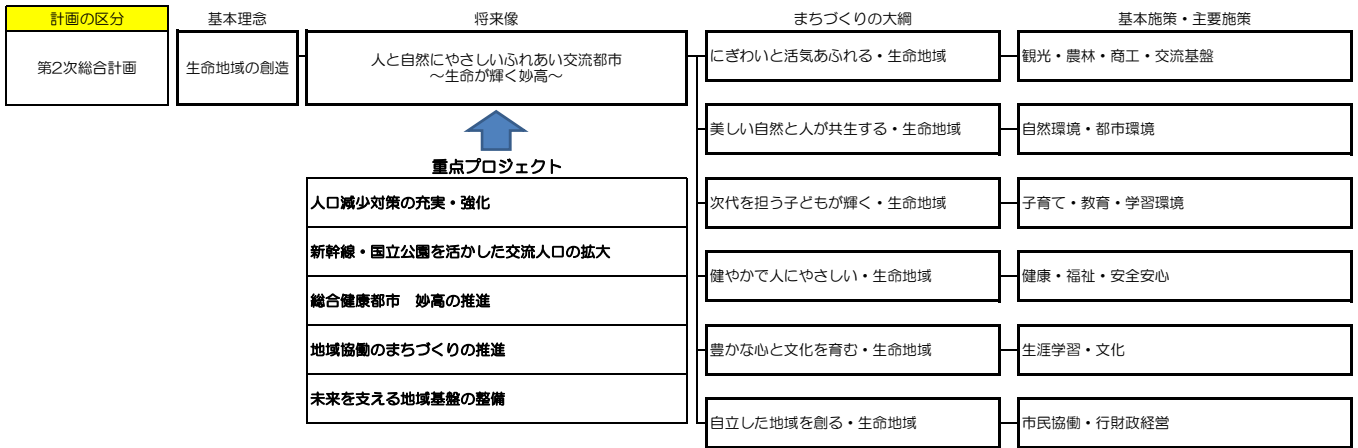 計画の区分
基本理念
将来像
まちづくりの大綱
基本施策・主要施策
第2次総合計画
生命地域の創造
人と自然にやさしいふれあい交流都市
～生命が輝く妙高～
にぎわいと活気あふれる・生命地域
観光・農林・商工・交流基盤
美しい自然と人が共生する・生命地域
自然環境・都市環境
重点プロジェクト
人口減少対策の充実・強化
次代を担う子どもが輝く・生命地域
子育て・教育・学習環境
新幹線・国立公園を活かした交流人口の拡大
健やかで人にやさしい・生命地域
健康・福祉・安全安心
総合健康都市　妙高の推進
地域協働のまちづくりの推進
豊かな心と文化を育む・生命地域
生涯学習・文化
未来を支える地域基盤の整備
自立した地域を創る・生命地域
市民協働・行財政経営